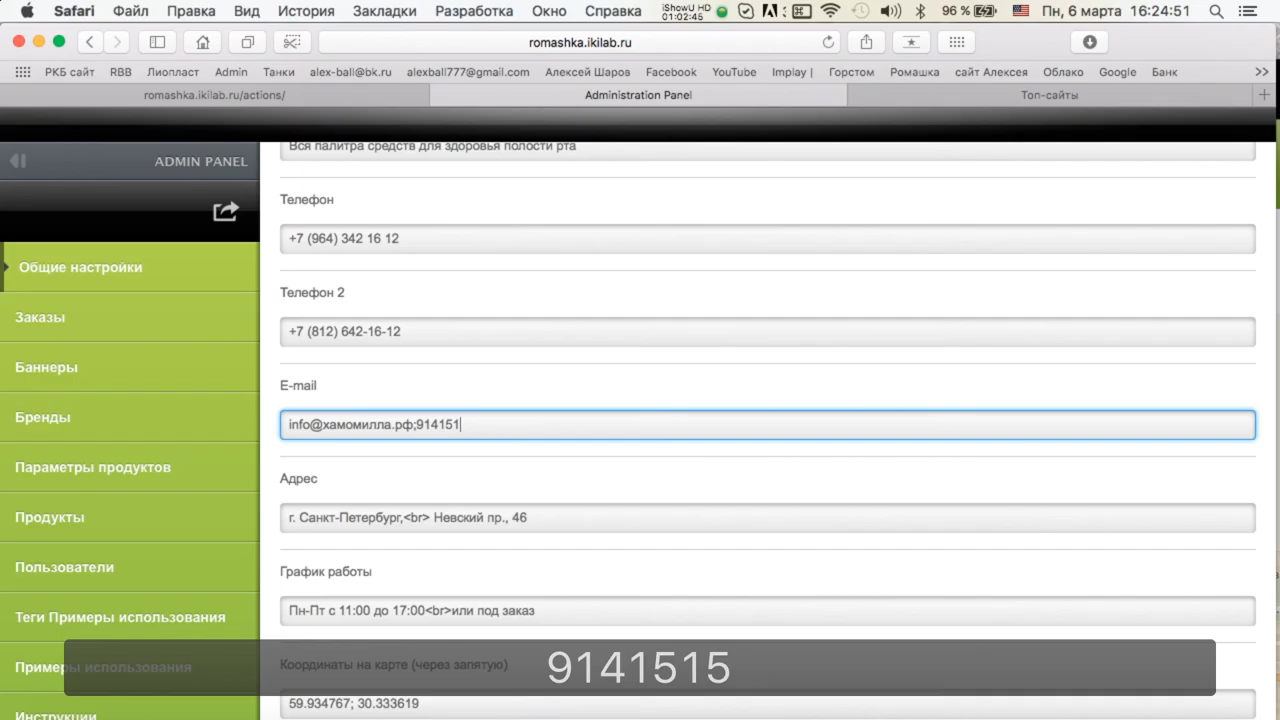 Safari Файл Правка Вид История Закладки Разработка Окно Справка iShowU HD 01:02:45 96 % Пн, 6 марта 16:24:51
romashka.ikilab.ru
РКБ сайт RBB Лиопласт Admin Танки alex-ball@bk.ru alexball777@gmail.com Алексей Шаров Facebook YouTube Implay | Горстом Ромашка сайт Алексея Облако Google Банк >>
romashka.ikilab.ru/actions/ Administration Panel Топ-сайты +
Вся палитра средств для здоровья полости рта
ADMIN PANEL
Телефон
+7 (964) 342 16 12
Общие настройки
Телефон 2
Заказы
+7 (812) 642-16-12
Баннеры
E-mail
Бренды
info@хамомилла.рф;914151
Параметры продуктов
Адрес
Продукты
г. Санкт-Петербург,<br> Невский пр., 46
Пользователи
График работы
Теги Примеры использования
Пн-Пт с 11:00 до 17:00<br>или под заказ
Примеры использования
Координаты на карте (через запятую)
9141515
Инструкции
59.934767; 30.333619